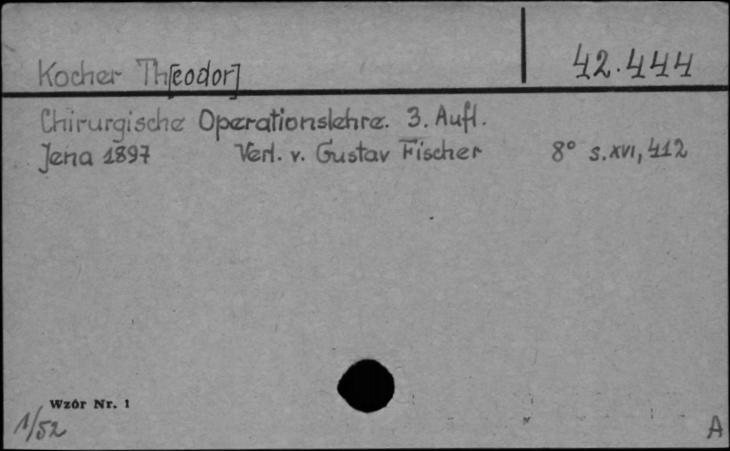 Kocher Th[eodor]
42.444
Chirurgische Operationslehre. 3. Aufl.
Jena 1897 Verl. v. Gustav Fischer 8° s. XVI, 412
Wzór Nr. 1
1/52
A